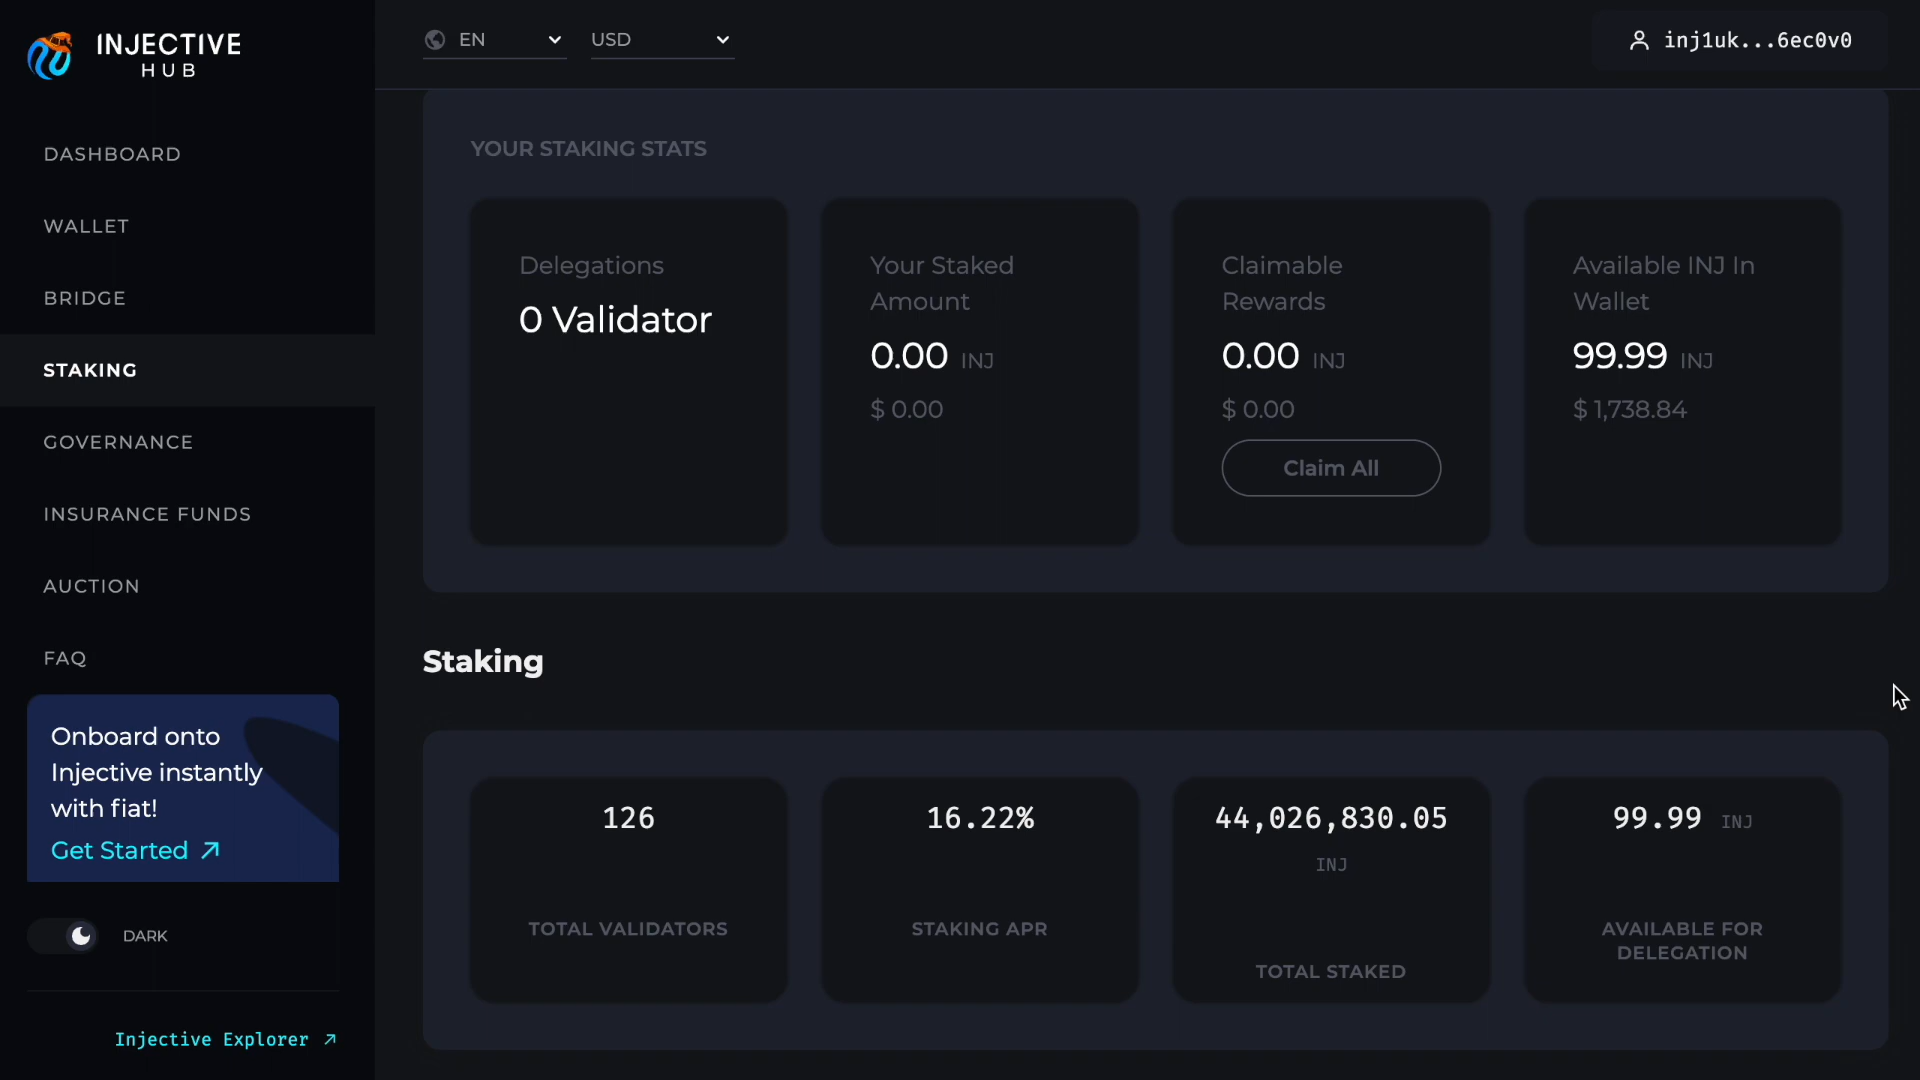 INJECTIVE
HUB
EN
USD
inj1uk...6ec0v0
DASHBOARD
WALLET
BRIDGE
STAKING
GOVERNANCE
INSURANCE FUNDS
AUCTION
FAQ
Onboard onto
Injective instantly
with fiat!
Get Started
DARK
Injective Explorer
YOUR STAKING STATS
Delegations
0 Validator
Your Staked
Amount
0.00 INJ
$ 0.00
Claimable
Rewards
0.00 INJ
$ 0.00
Claim All
Available INJ In
Wallet
99.99 INJ
$ 1,738.84
Staking
126
TOTAL VALIDATORS
16.22%
STAKING APR
44,026,830.05
INJ
TOTAL STAKED
99.99 INJ
AVAILABLE FOR
DELEGATION